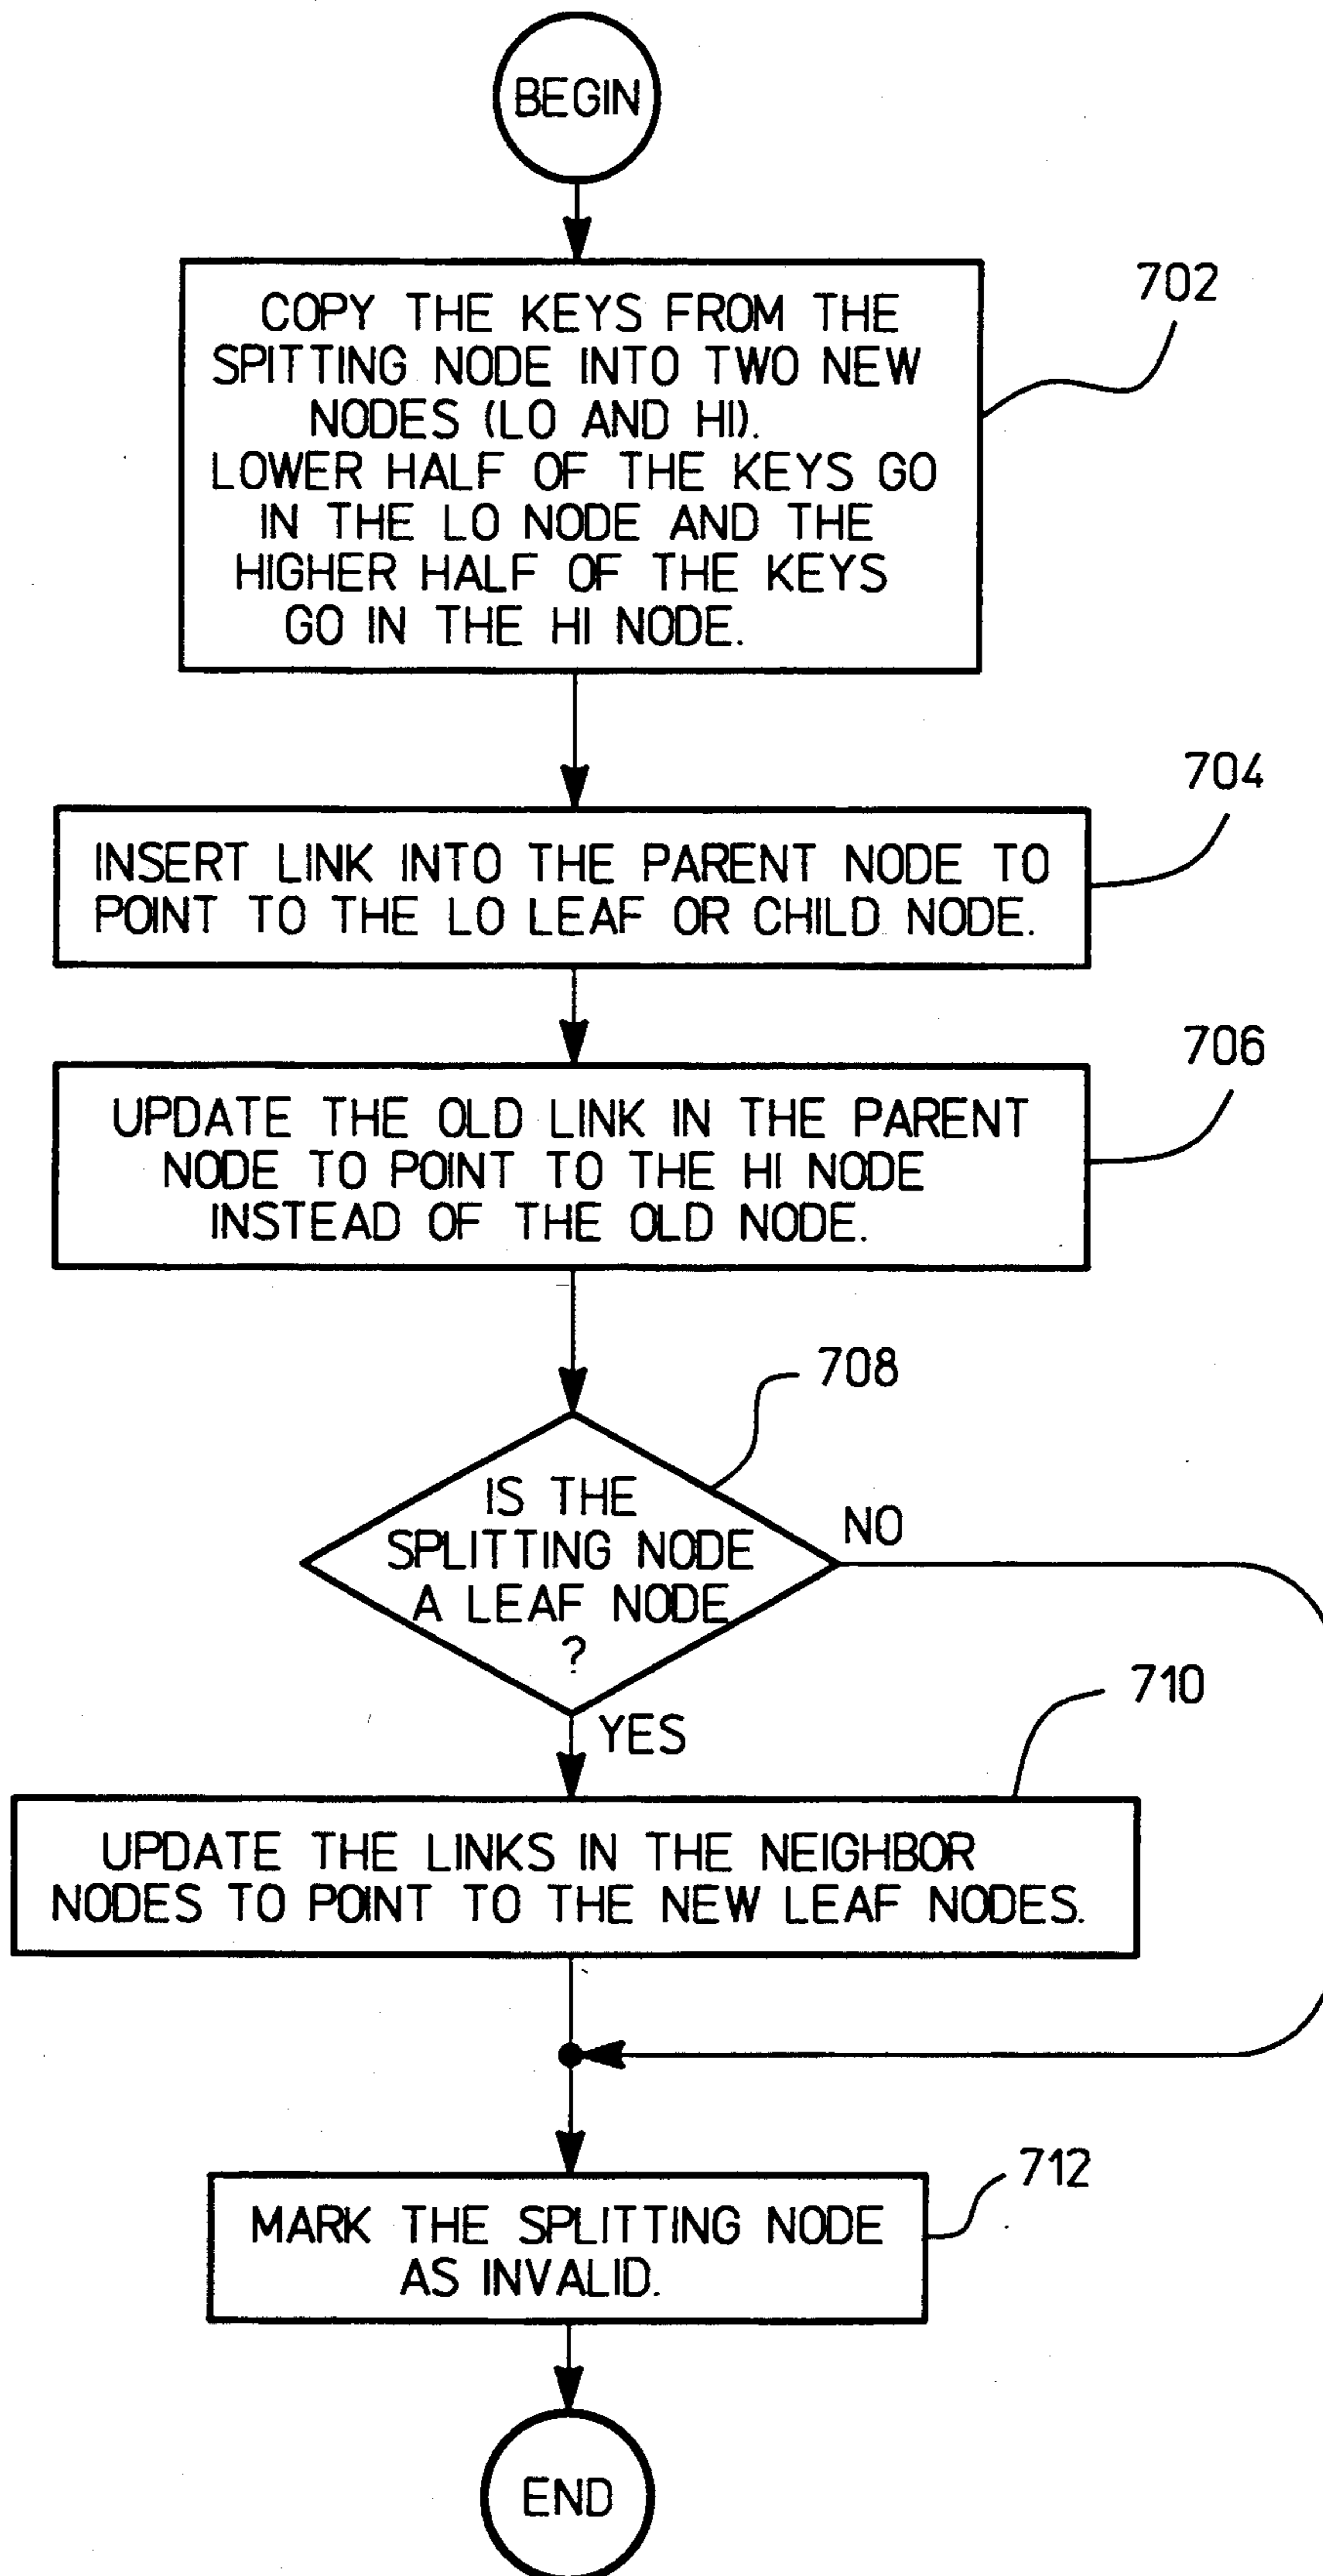 BEGIN
702
COPY THE KEYS FROM THE
SPITTING NODE INTO TWO NEW
NODES (LO AND HI).
LOWER HALF OF THE KEYS GO
IN THE LO NODE AND THE
HIGHER HALF OF THE KEYS
GO IN THE HI NODE.
704
INSERT LINK INTO THE PARENT NODE TO
POINT TO THE LO LEAF OR CHILD NODE.
706
UPDATE THE OLD LINK IN THE PARENT
NODE TO POINT TO THE HI NODE
INSTEAD OF THE OLD NODE.
708
IS THE
SPLITTING NODE
A LEAF NODE
?
NO
YES
710
UPDATE THE LINKS IN THE NEIGHBOR
NODES TO POINT TO THE NEW LEAF NODES.
712
MARK THE SPLITTING NODE
AS INVALID.
END